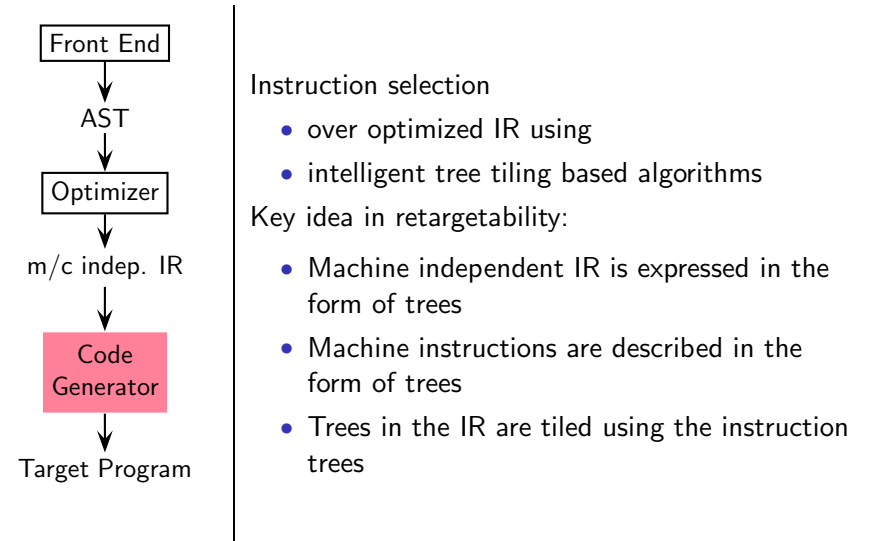 Front End
AST
Optimizer
m/c indep. IR
Code
Generator
Target Program
Instruction selection
• over optimized IR using
• intelligent tree tiling based algorithms
Key idea in retargetability:
• Machine independent IR is expressed in the
form of trees
• Machine instructions are described in the
form of trees
• Trees in the IR are tiled using the instruction
trees